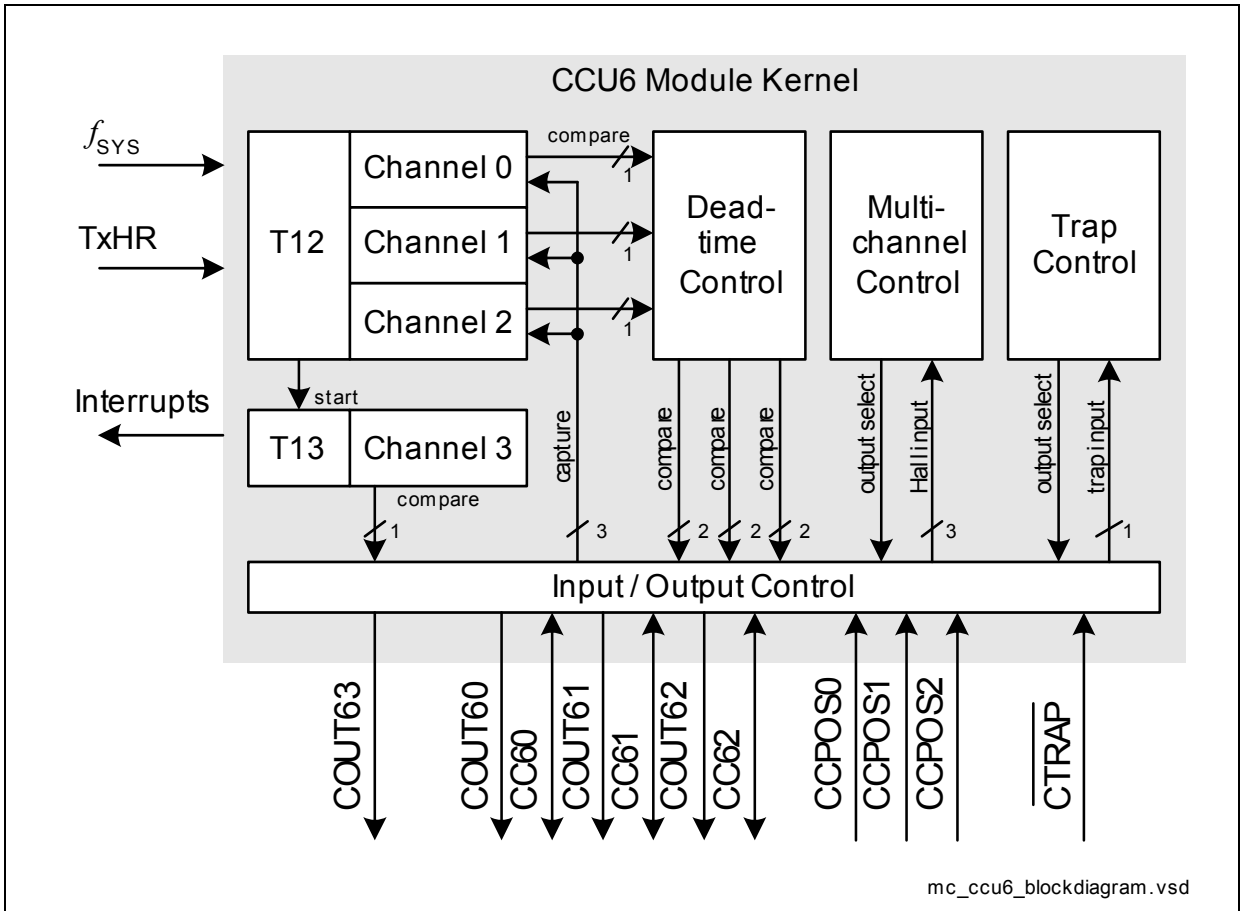 CCU6 Module Kernel
fSYS
TxHR
Interrupts
T12
Channel 0
Channel 1
Channel 2
compare
1
1
1
Dead-
time
Control
Multi-
channel
Control
Trap
Control
start
T13
Channel 3
compare
1
capture
3
compare
2
compare
2
compare
2
output select
Hall input
3
output select
trap input
1
Input / Output Control
COUT63
COUT60
CC60
COUT61
CC61
COUT62
CC62
CCPOS0
CCPOS1
CCPOS2
CTRAP
mc_ccu6_blockdiagram.vsd